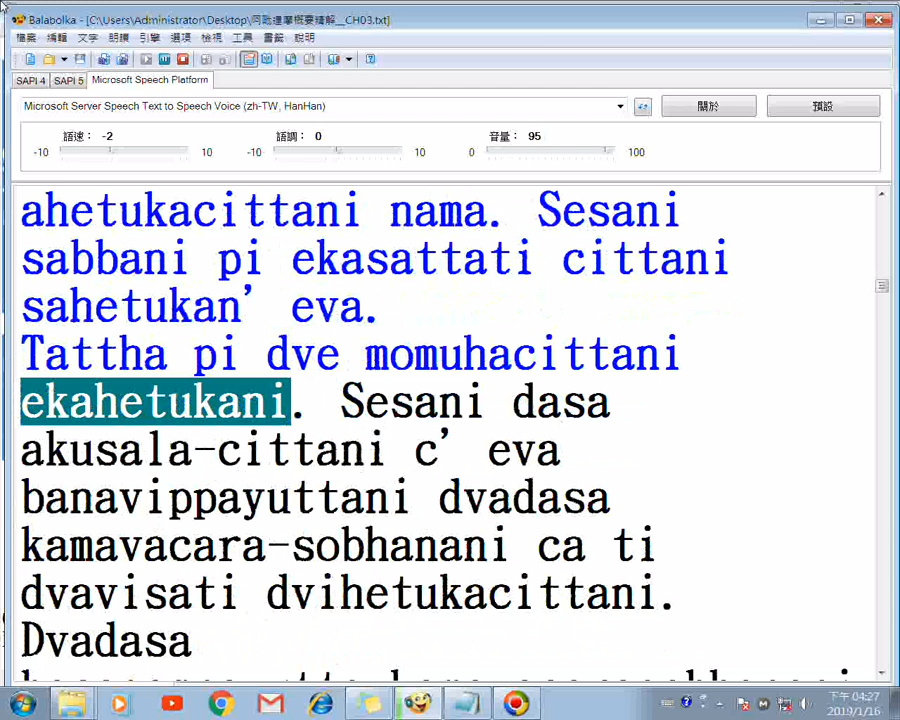 Balabolka - [C:\Users\Administrator\Desktop\阿毗達摩概要精解__CH03.txt]
檔案 編輯 文字 朗讀 引擎 選項 檢視 工具 書籤 說明
SAPI 4 SAPI 5 Microsoft Speech Platform
Microsoft Server Speech Text to Speech Voice (zh-TW, HanHan) 關於 預設
語速： -2 語調： 0 音量： 95
-10 10 -10 10 0 100
ahetukacittani nama. Sesani
sabbani pi ekasattati cittani
sahetukan’ eva.
Tattha pi dve momuhacittani
ekahetukani. Sesani dasa
akusala-cittani c’ eva
banavippayuttani dvadasa
kamavacara-sobhanani ca ti
dvavisati dvihetukacittani.
Dvadasa
下午 04:27
2019/1/16